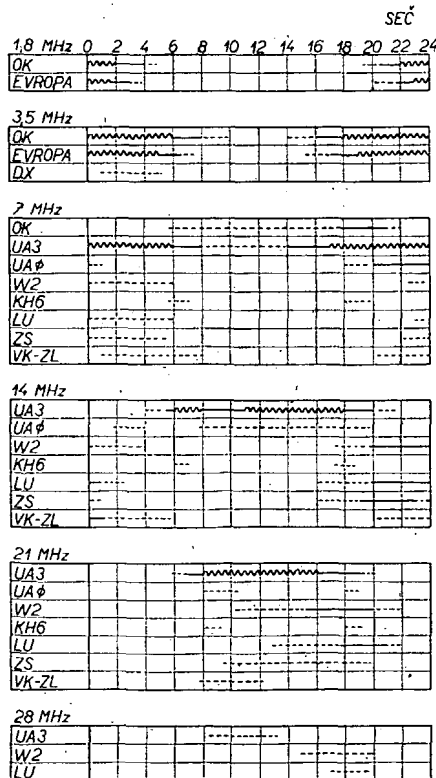 SEČ
1,8 MHz 0 2 4 6 8 10 12 14 16 18 20 22 24
OK
EVROPA
3,5 MHz
OK
EVROPA
DX
7 MHz
OK
UA3
UAϕ
W2
KH6
LU
ZS
VK-ZL
14 MHz
UA3
UAϕ
W2
KH6
LU
ZS
VK-ZL
21 MHz
UA3
UAϕ
W2
KH6
LU
ZS
VK-ZL
28 MHz
UA3
W2
LU